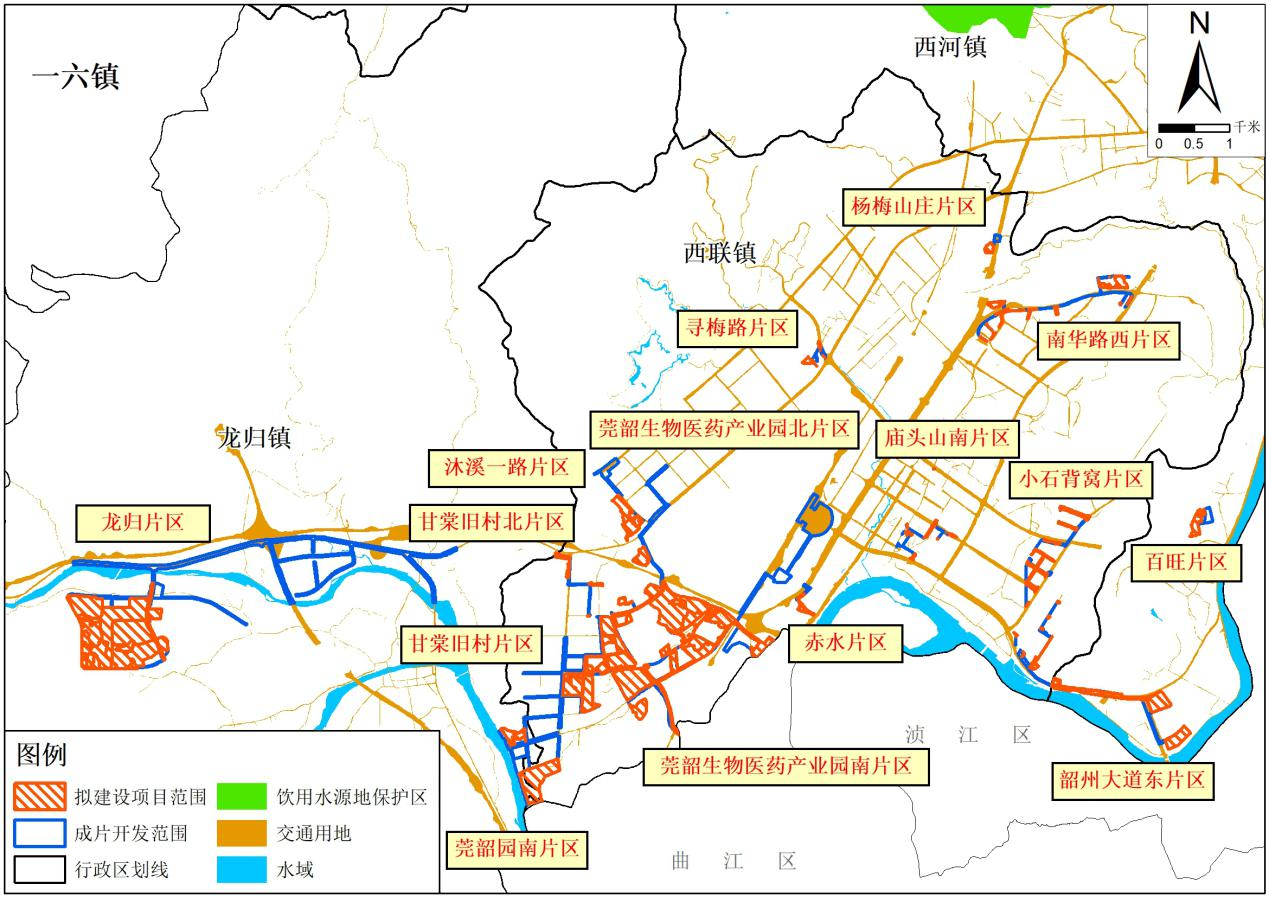 西河镇
N
一六镇
千米
0 0.5 1
杨梅山庄片区
西联镇
寻梅路片区
南华路西片区
莞韶生物医药产业园北片区
庙头山南片区
龙归镇
沐溪一路片区
小石背窝片区
龙归片区
甘棠旧村北片区
百旺片区
甘棠旧村片区
赤水片区
浈江区
莞韶生物医药产业园南片区
韶州大道东片区
莞韶园南片区
曲江区
图例
拟建设项目范围
饮用水源地保护区
成片开发范围
交通用地
行政区划线
水域